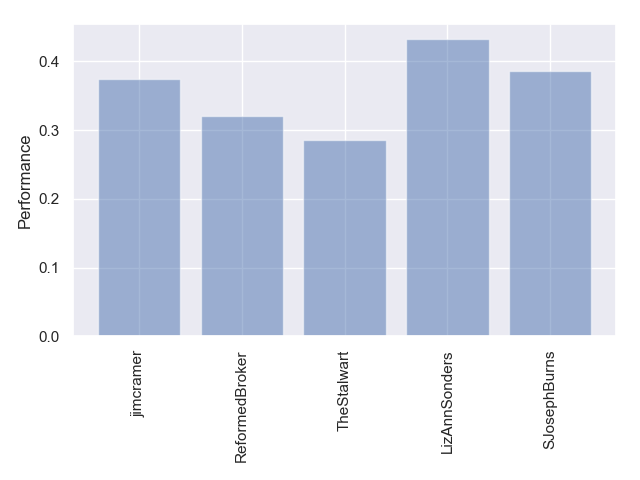 0.4
0.3
0.2
0.1
0.0
Performance
jimcramer
ReformedBroker
TheStalwart
LizAnnSonders
SJosephBurns